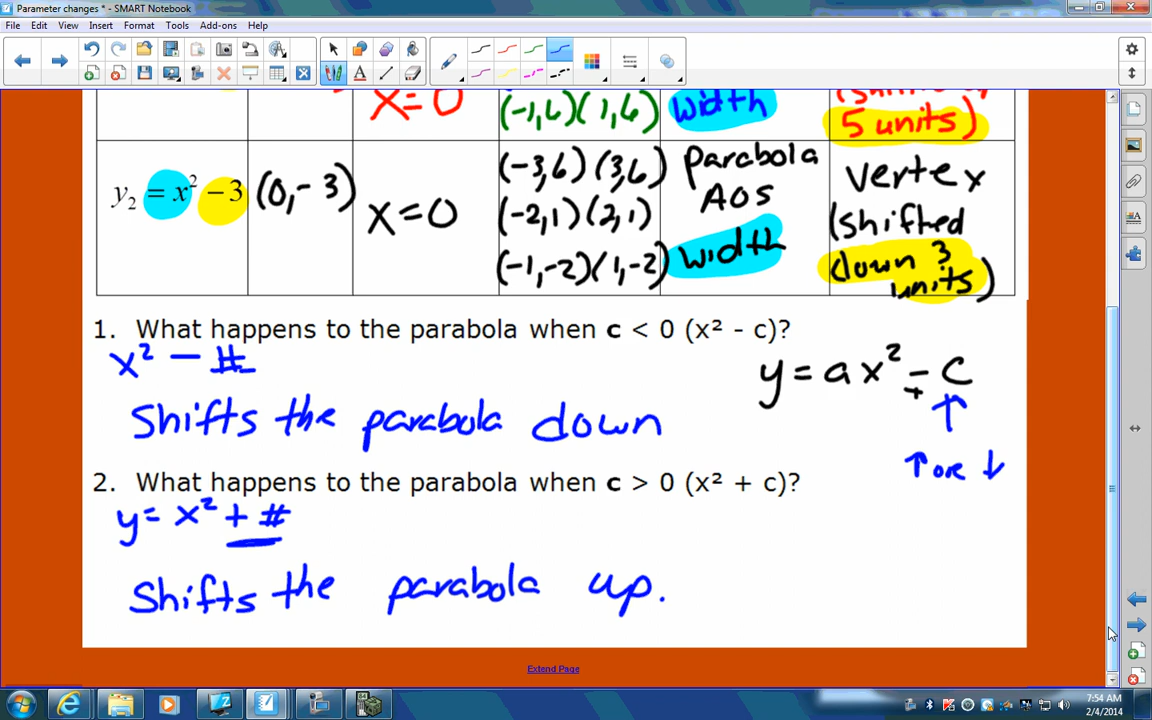 Parameter changes * - SMART Notebook
File Edit View Insert Format Tools Add-ons Help
x=0 (-1,6)(1,6) width 5 units)
y₂ = x² - 3 (0,-3) x=0 (-3,6)(3,6) parabola vertex
(-2,1)(2,1) AOS (shifted
(-1,-2)(1,-2) width down 3
units)
1. What happens to the parabola when c < 0 (x² - c)?
x² - #
y = ax² ∓ c
↑
Shifts the parabola down
↑ or ↓
2. What happens to the parabola when c > 0 (x² + c)?
y = x² + #
Shifts the parabola up.
Extend Page
7:54 AM
2/4/2014